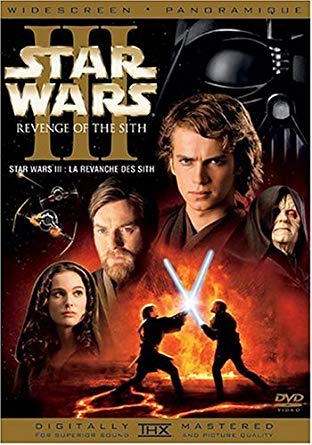 WIDESCREEN • PANORAMIQUE
III
STAR
WARS
REVENGE OF THE SITH
STAR WARS III : LA REVANCHE DES SITH
DVD
VIDEO
DIGITALLY THX MASTERED
FOR SUPERIOR SOUND AND PICTURE QUALITY